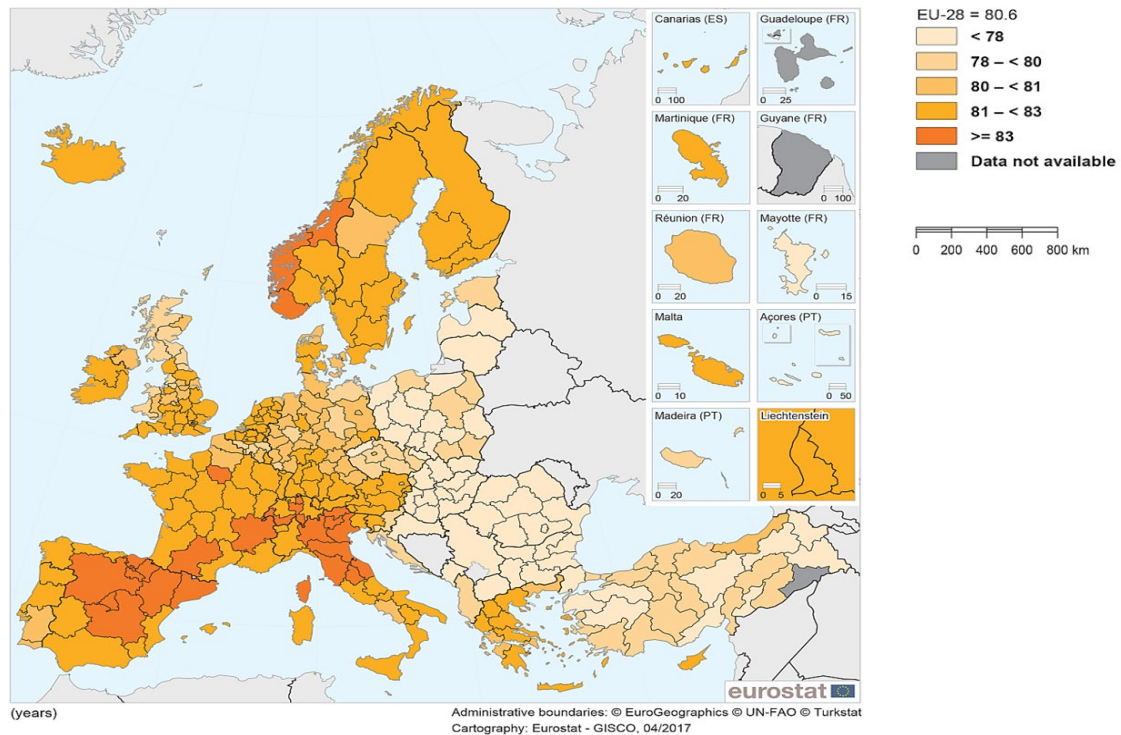 Canarias (ES)
0 100
Guadeloupe (FR)
0 25
Martinique (FR)
0 20
Guyane (FR)
0 100
Réunion (FR)
0 20
Mayotte (FR)
0 15
Malta
0 10
Açores (PT)
0 50
Madeira (PT)
0 20
Liechtenstein
0 5
EU-28 = 80.6
< 78
78 – < 80
80 – < 81
81 – < 83
>= 83
Data not available
0 200 400 600 800 km
eurostat
(years)
Administrative boundaries: © EuroGeographics © UN-FAO © Turkstat
Cartography: Eurostat - GISCO, 04/2017